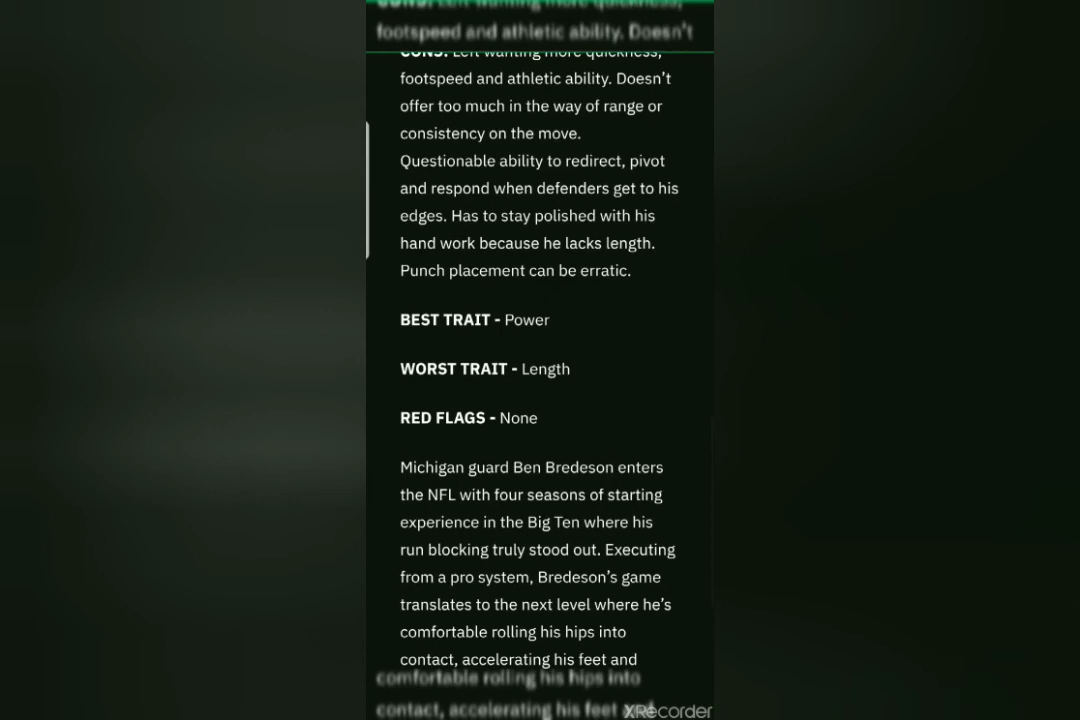 footspeed and athletic ability. Doesn't
CONS: Left wanting more quickness,
footspeed and athletic ability. Doesn't
offer too much in the way of range or
consistency on the move.
Questionable ability to redirect, pivot
and respond when defenders get to his
edges. Has to stay polished with his
hand work because he lacks length.
Punch placement can be erratic.
BEST TRAIT - Power
WORST TRAIT - Length
RED FLAGS - None
Michigan guard Ben Bredeson enters
the NFL with four seasons of starting
experience in the Big Ten where his
run blocking truly stood out. Executing
from a pro system, Bredeson's game
translates to the next level where he's
comfortable rolling his hips into
contact, accelerating his feet and
comfortable rolling his hips into
contact, accelerating his feet
XRecorder